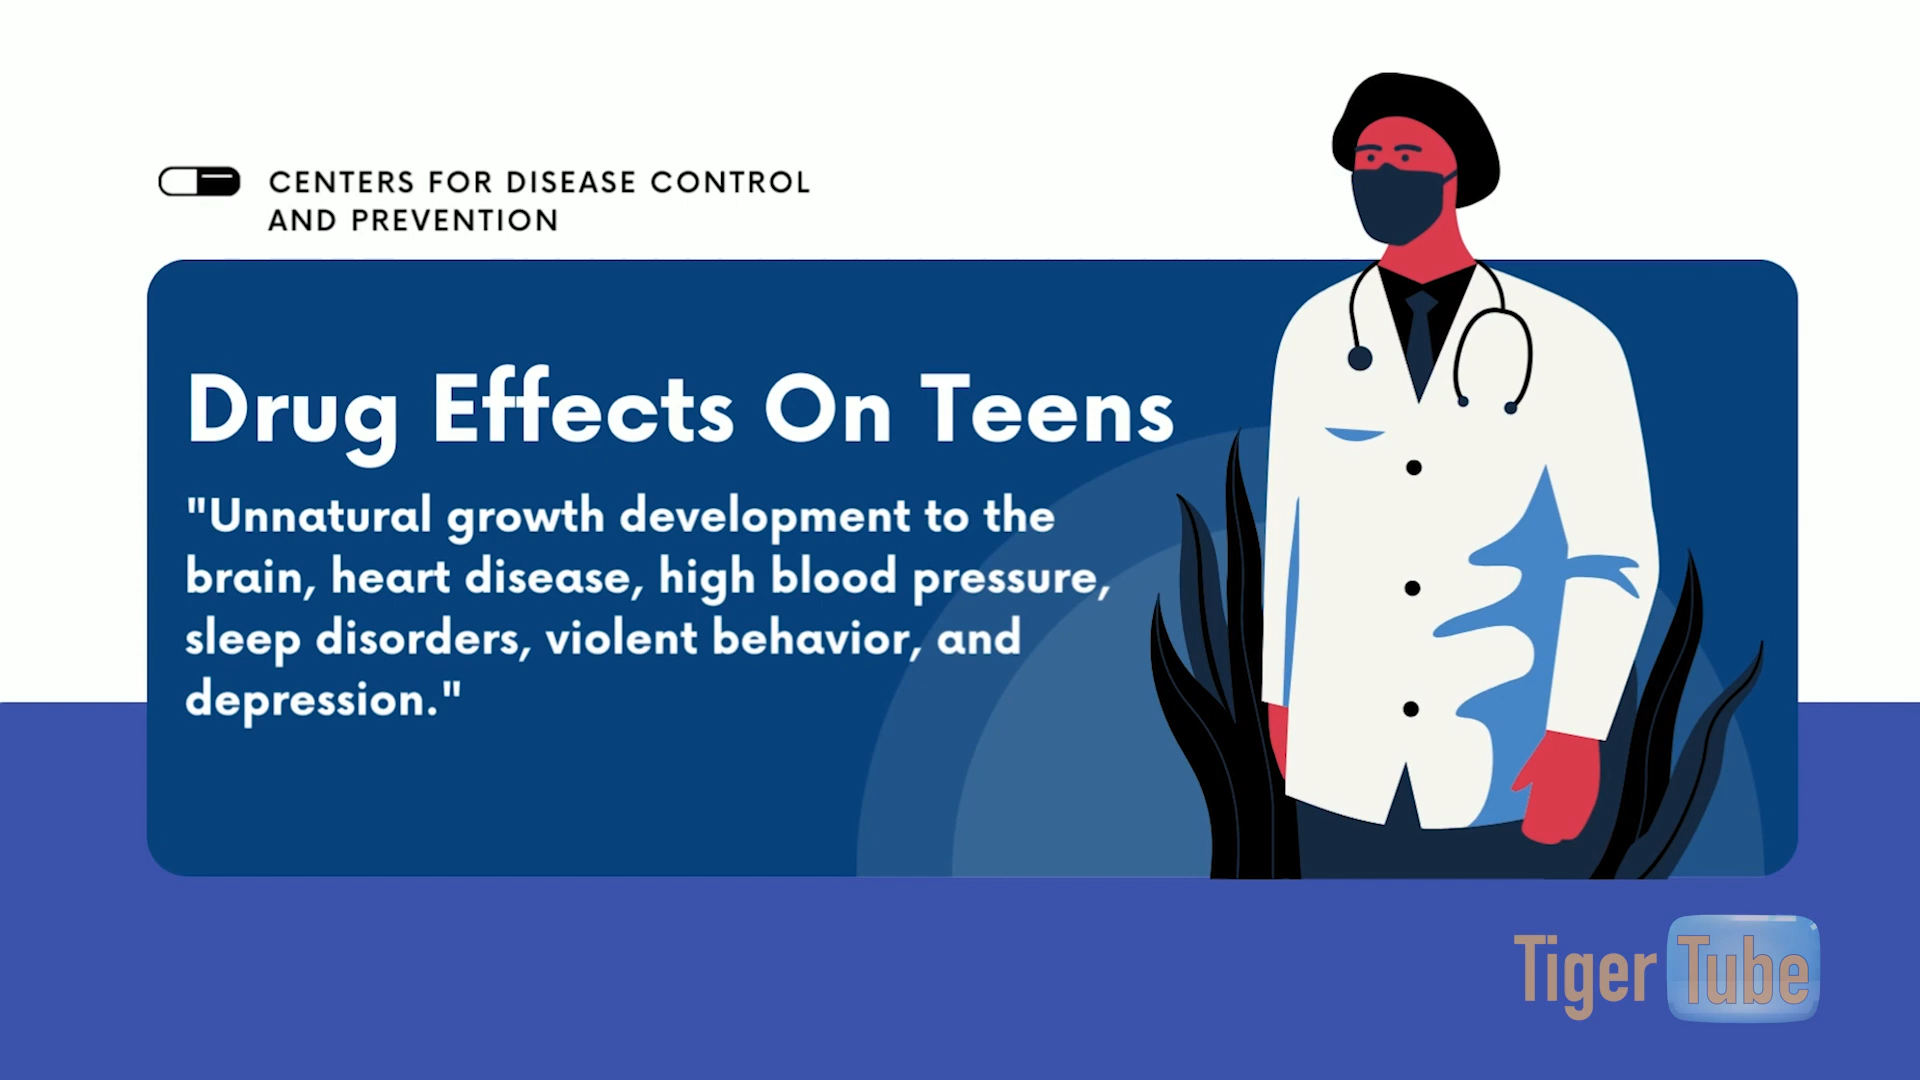 CENTERS FOR DISEASE CONTROL
AND PREVENTION
Drug Effects On Teens
"Unnatural growth development to the
brain, heart disease, high blood pressure,
sleep disorders, violent behavior, and
depression."
Tiger Tube